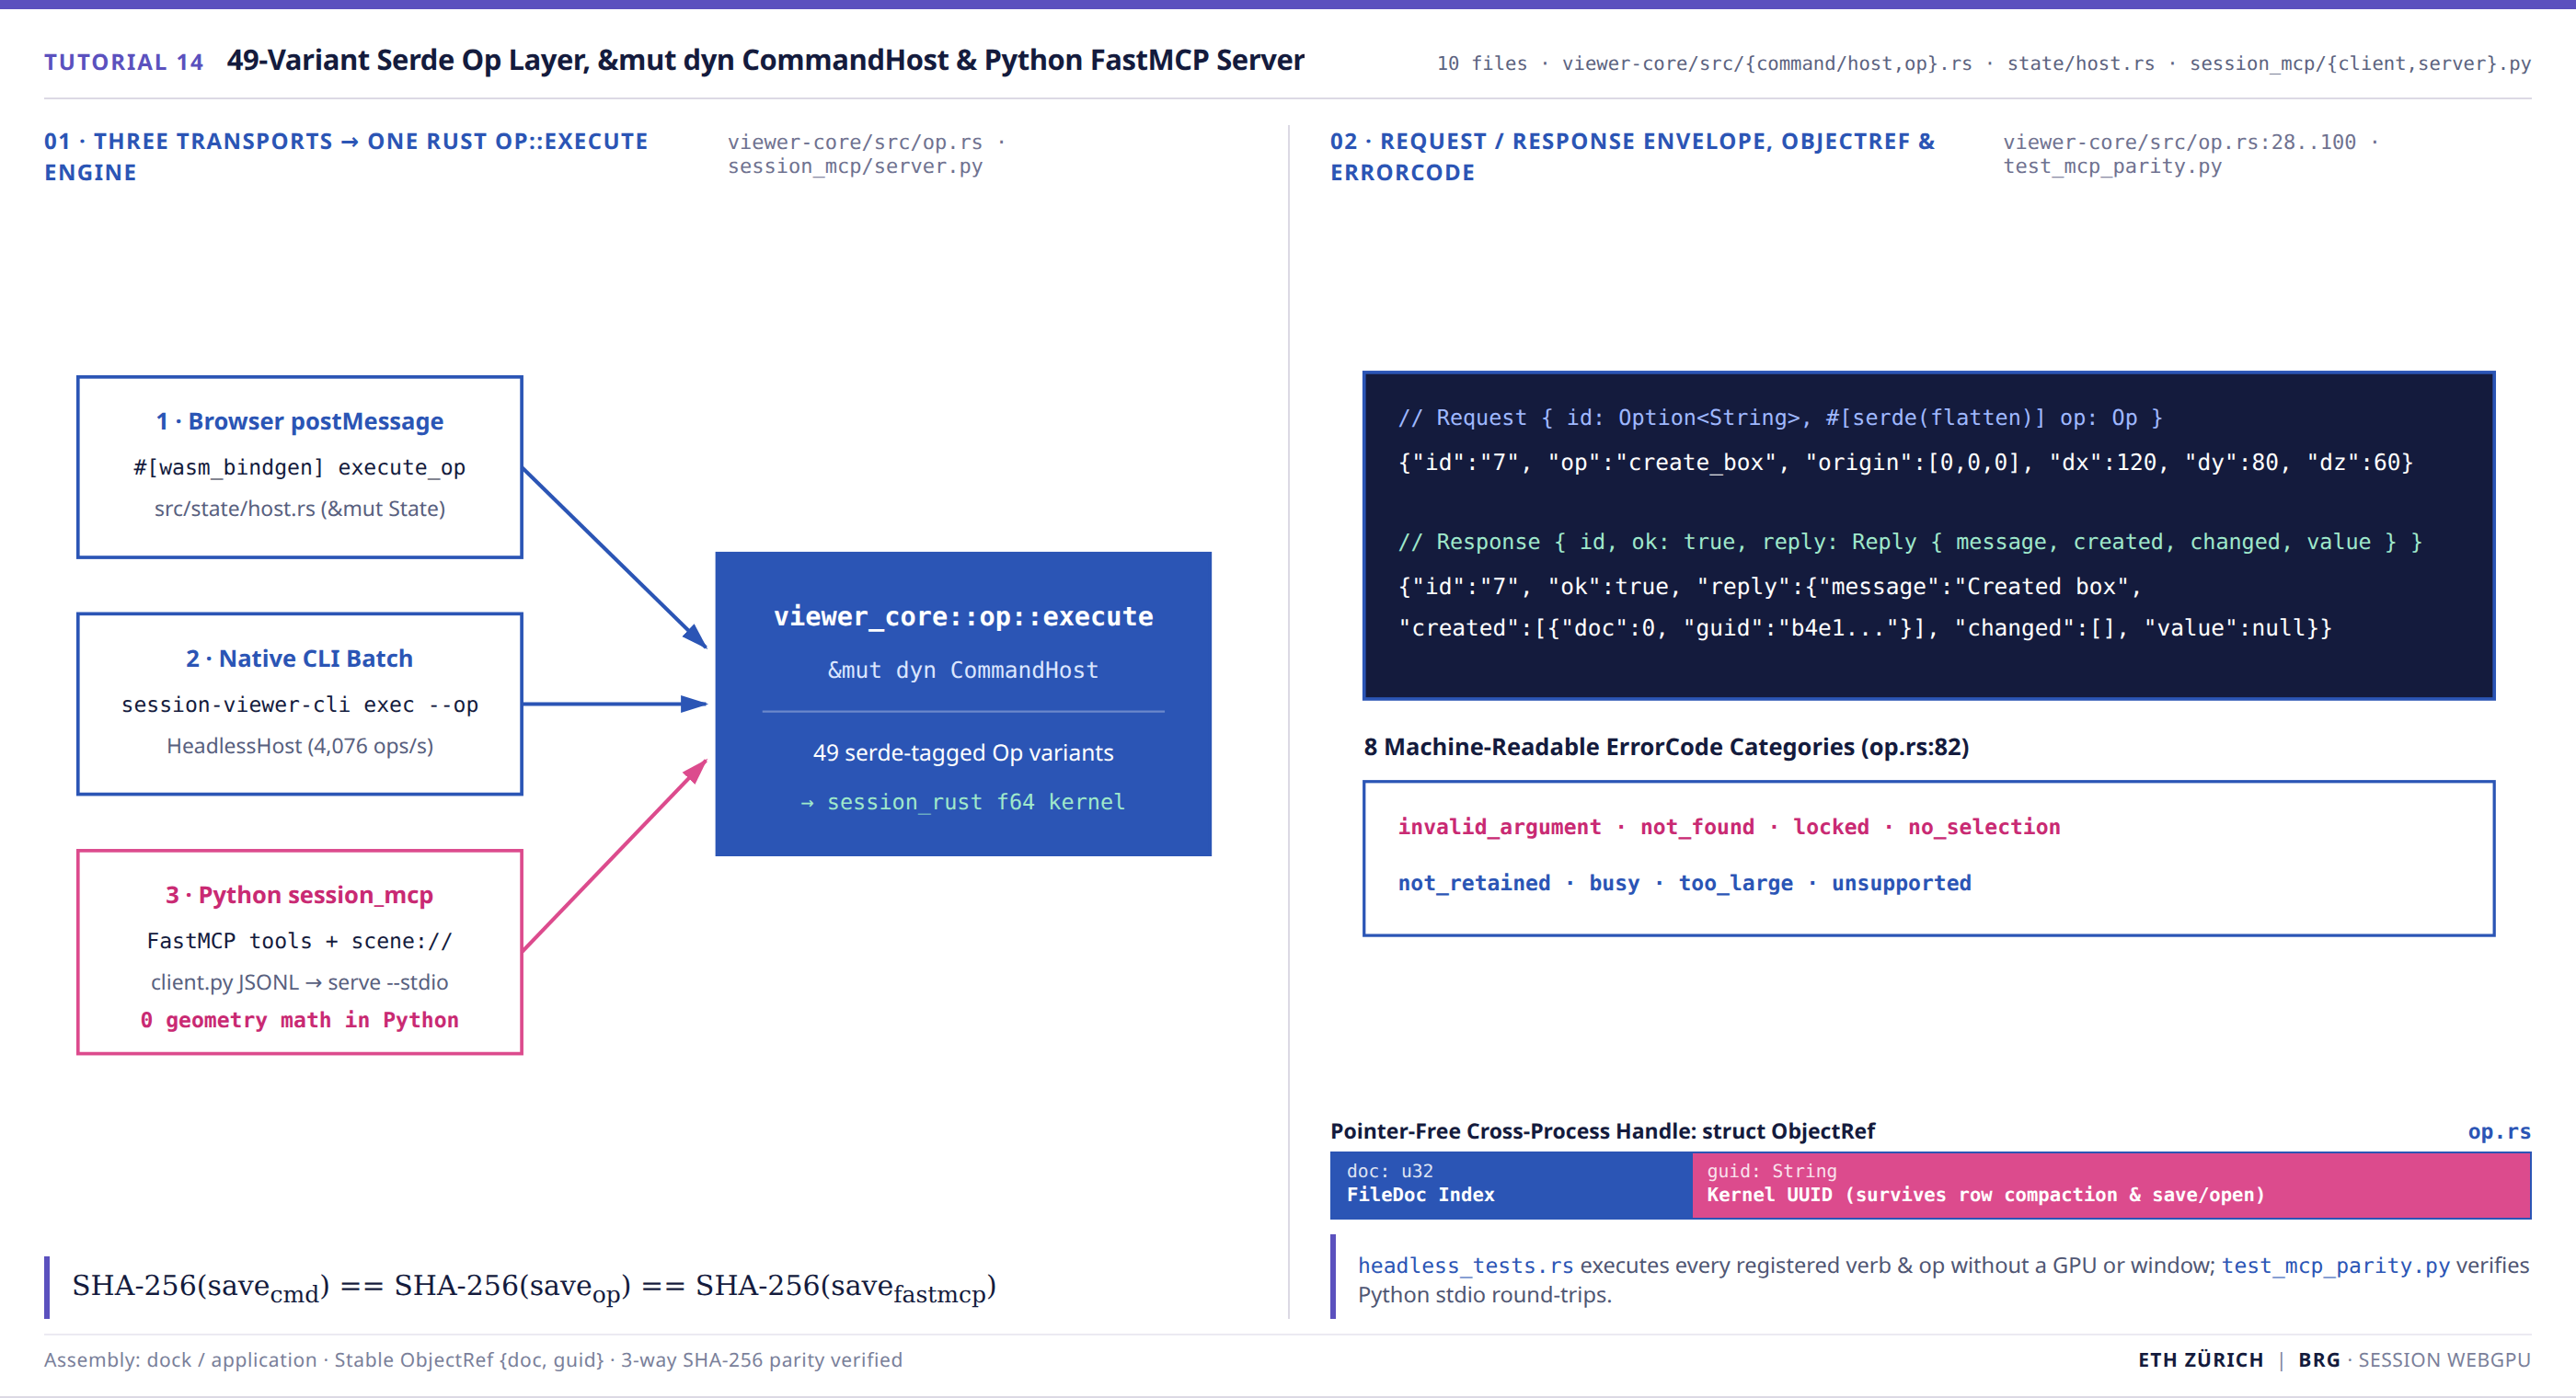 TUTORIAL 14 49-Variant Serde Op Layer, &mut dyn CommandHost & Python FastMCP Server
10 files · viewer-core/src/{command/host,op}.rs · state/host.rs · session_mcp/{client,server}.py
01 · THREE TRANSPORTS → ONE RUST OP::EXECUTE
ENGINE
viewer-core/src/op.rs ·
session_mcp/server.py
1 · Browser postMessage
#[wasm_bindgen] execute_op
src/state/host.rs (&mut State)
2 · Native CLI Batch
session-viewer-cli exec --op
HeadlessHost (4,076 ops/s)
3 · Python session_mcp
FastMCP tools + scene://
client.py JSONL → serve --stdio
0 geometry math in Python
viewer_core::op::execute
&mut dyn CommandHost
49 serde-tagged Op variants
→ session_rust f64 kernel
SHA-256(save_cmd) == SHA-256(save_op) == SHA-256(save_fastmcp)
02 · REQUEST / RESPONSE ENVELOPE, OBJECTREF &
ERRORCODE
viewer-core/src/op.rs:28..100 ·
test_mcp_parity.py
// Request { id: Option<String>, #[serde(flatten)] op: Op }
{"id":"7", "op":"create_box", "origin":[0,0,0], "dx":120, "dy":80, "dz":60}
// Response { id, ok: true, reply: Reply { message, created, changed, value } }
{"id":"7", "ok":true, "reply":{"message":"Created box",
"created":[{"doc":0, "guid":"b4e1..."}], "changed":[], "value":null}}
8 Machine-Readable ErrorCode Categories (op.rs:82)
invalid_argument · not_found · locked · no_selection
not_retained · busy · too_large · unsupported
Pointer-Free Cross-Process Handle: struct ObjectRef
op.rs
doc: u32
FileDoc Index
guid: String
Kernel UUID (survives row compaction & save/open)
headless_tests.rs executes every registered verb & op without a GPU or window; test_mcp_parity.py verifies
Python stdio round-trips.
Assembly: dock / application · Stable ObjectRef {doc, guid} · 3-way SHA-256 parity verified
ETH ZÜRICH | BRG · SESSION WEBGPU